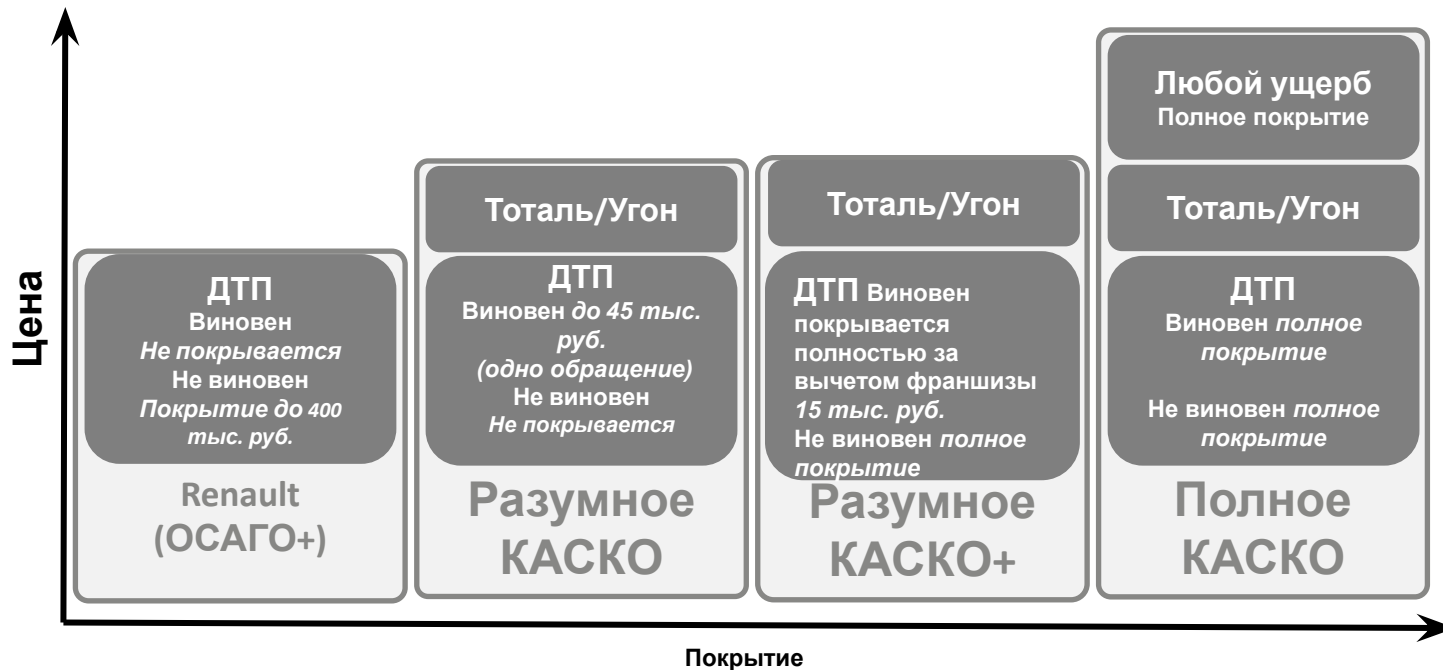 Цена
ДТП
Виновен
Не покрывается
Не виновен
Покрытие до 400
тыс. руб.
Renault
(ОСАГО+)
Тоталь/Угон
ДТП
Виновен до 45 тыс.
руб.
(одно обращение)
Не виновен
Не покрывается
Разумное
КАСКО
Тоталь/Угон
ДТП Виновен
покрывается
полностью за
вычетом франшизы
15 тыс. руб.
Не виновен полное
покрытие
Разумное
КАСКО+
Любой ущерб
Полное покрытие
Тоталь/Угон
ДТП
Виновен полное
покрытие
Не виновен полное
покрытие
Полное
КАСКО
Покрытие